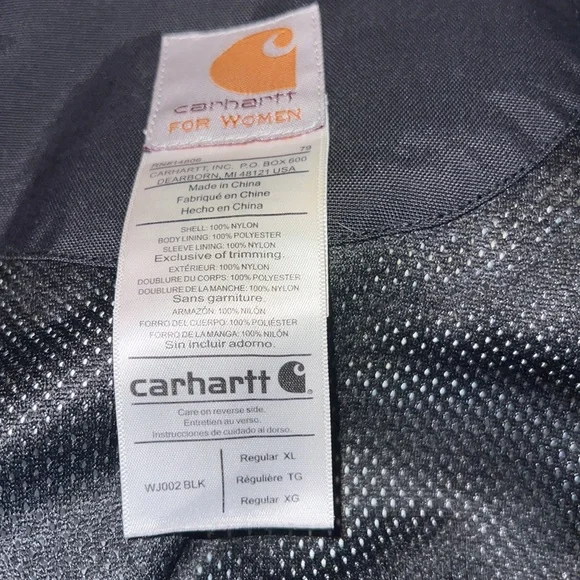 carhartt
FOR WOMEN
RN#14806 79
CARHARTT, INC. P.O. BOX 600
DEARBORN, MI 48121 USA
Made in China
Fabriqué en Chine
Hecho en China
SHELL: 100% NYLON
BODY LINING: 100% POLYESTER
SLEEVE LINING: 100% NYLON
Exclusive of trimming.
EXTÉRIEUR: 100% NYLON
DOUBLURE DU CORPS: 100% POLYESTER
DOUBLURE DE LA MANCHE: 100% NYLON
Sans garniture.
ARMAZÓN: 100% NILÓN
FORRO DEL CUERPO: 100% POLIÉSTER
FORRO DE LA MANGA: 100% NILÓN
Sin incluir adorno.
carhartt
Care on reverse side.
Entretien au verso.
Instrucciones de cuidado al dorso.
WJ002 BLK
Regular XL
Régulière TG
Regular XG